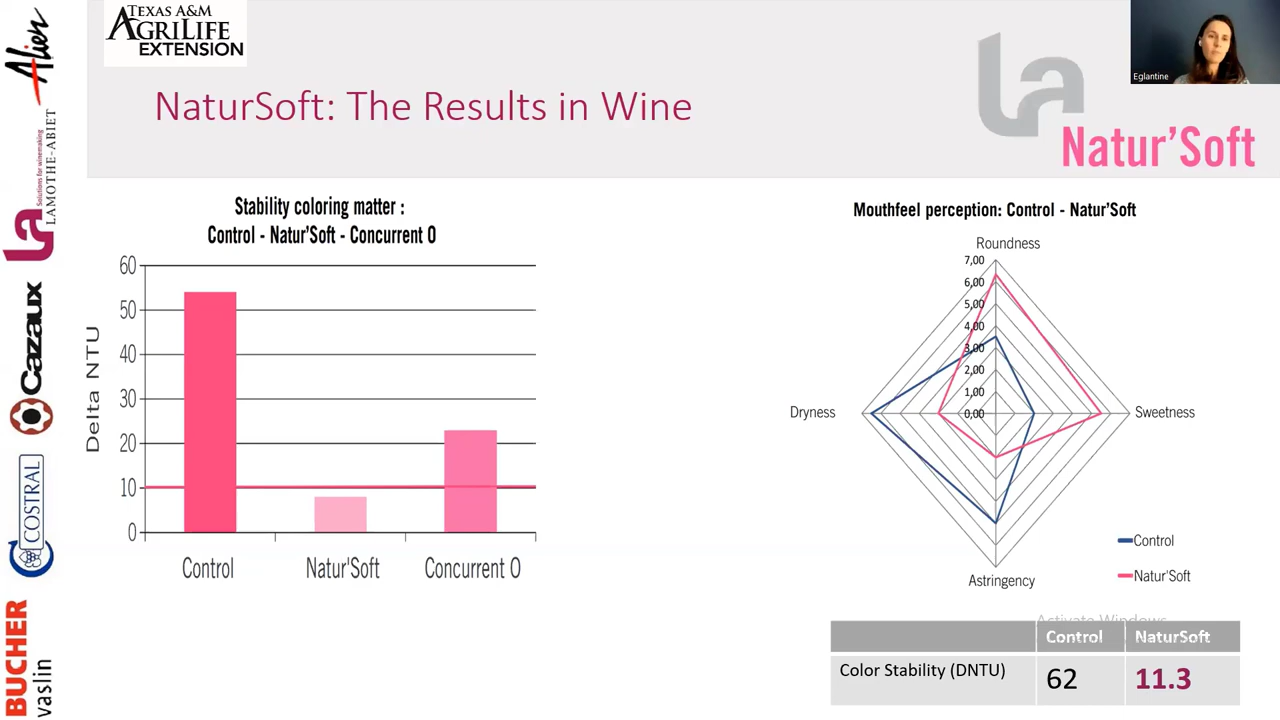 TEXAS A&M
AGRILIFE
EXTENSION
Alien
Solutions for winemaking
LAMOTHE-ABIET
Cazaux
COSTRAL
BUCHER
vaslin
NaturSoft: The Results in Wine
La
Natur'Soft
Eglantine
Stability coloring matter :
Control - Natur'Soft - Concurrent O
Delta NTU
60
50
40
30
20
10
0
Control Natur'Soft Concurrent O
Mouthfeel perception: Control - Natur'Soft
Roundness
7,00
6,00
5,00
4,00
3,00
2,00
1,00
0,00
Dryness
Sweetness
Astringency
Control
Natur'Soft
Activate Windows
Control NaturSoft
Color Stability (DNTU) 62 11.3